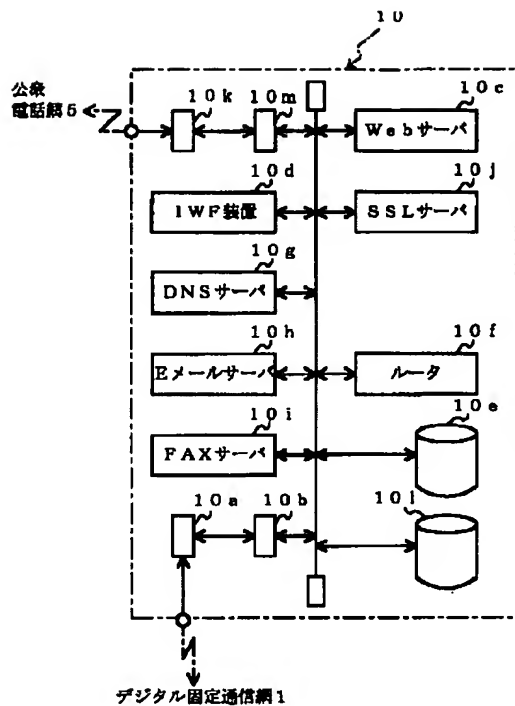 10
公衆
電話網5
10k
10m
10c
Webサーバ
10d
10j
IWF装置
SSLサーバ
10g
DNSサーバ
10h
10f
Eメールサーバ
ルータ
10i
10e
FAXサーバ
10a
10b
10l
デジタル固定通信網1